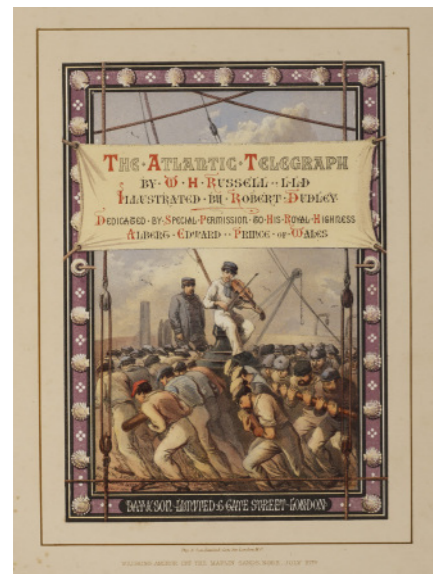 THE·ATLANTIC·TELEGRAPH
BY·W·H·RUSSELL··L·L·D
ILLUSTRATED·BY·ROBERT·DUDLEY·
DEDICATED·BY·SPECIAL·PERMISSION·TO·HIS·ROYAL·HIGHNESS
ALBERT·EDWARD··PRINCE·OF·WALES
DAY·&·SON·LIMITED·6·GATE·STREET·LONDON·